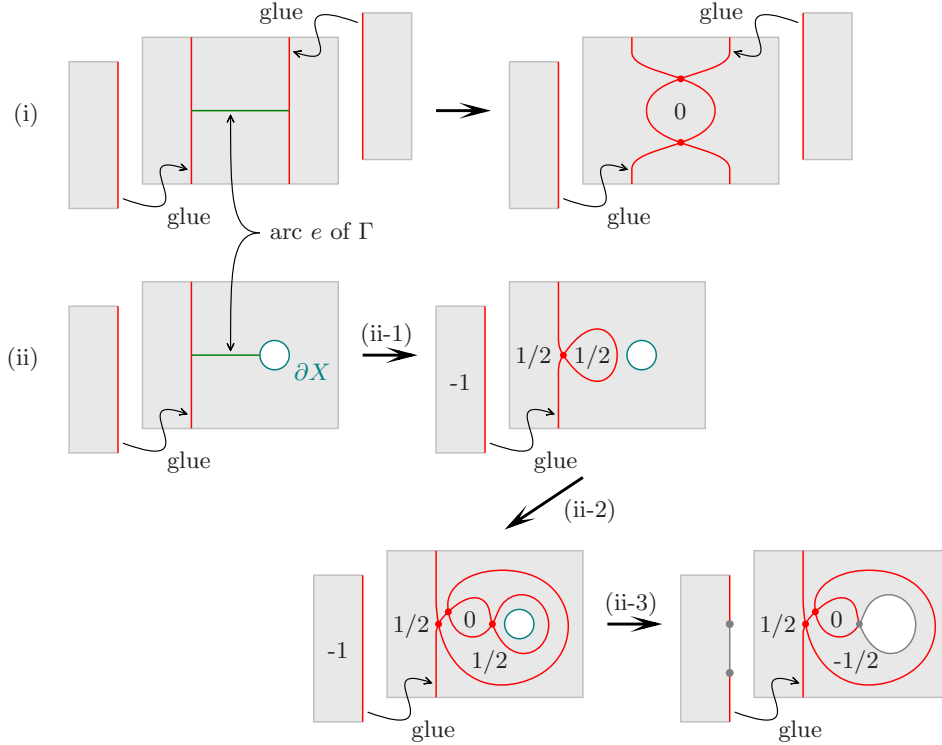 glue
(i)
0
glue
glue
glue
arc e of Γ
(ii)
∂X
(ii-1)
1/2
1/2
-1
glue
glue
(ii-2)
-1
1/2
0
1/2
(ii-3)
1/2
0
-1/2
glue
glue